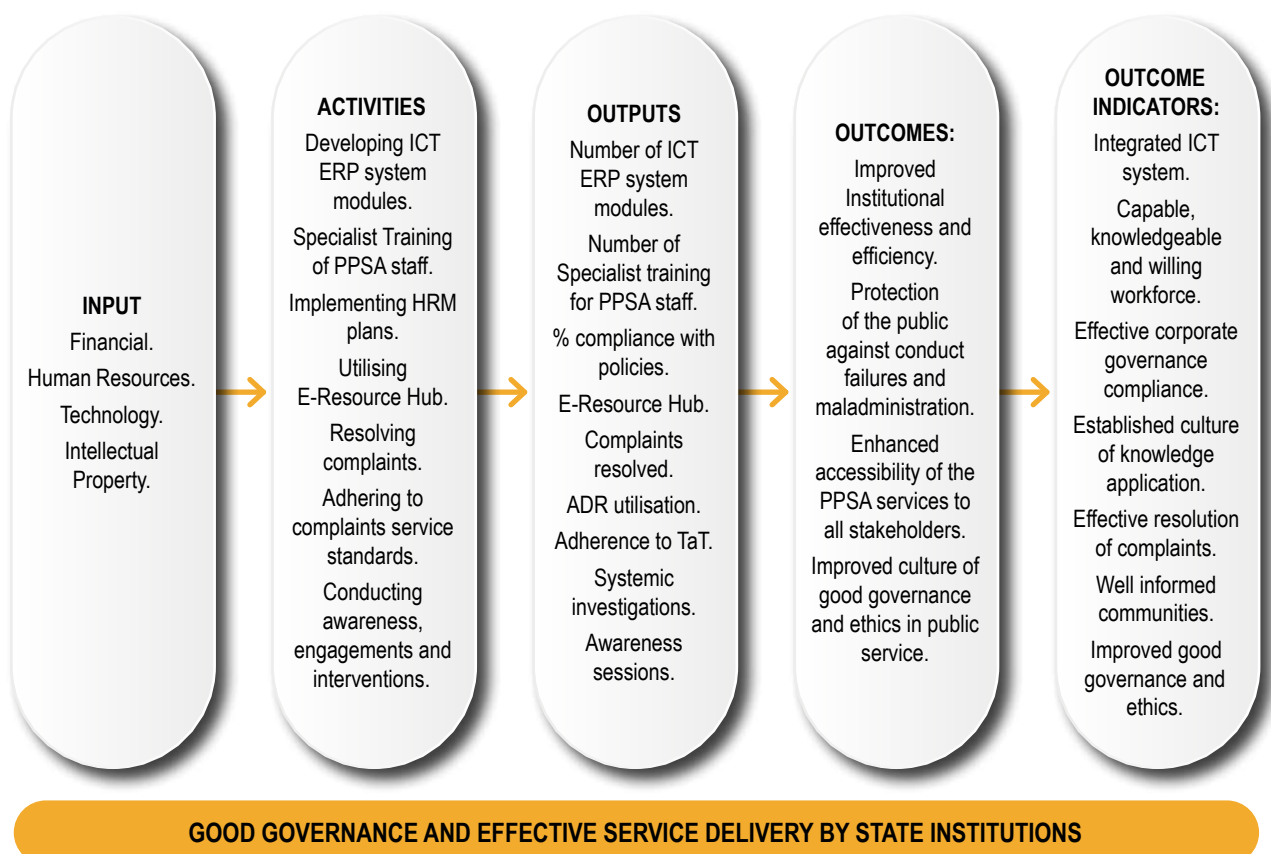 INPUT
Financial.
Human Resources.
Technology.
Intellectual
Property.
ACTIVITIES
Developing ICT
ERP system
modules.
Specialist Training
of PPSA staff.
Implementing HRM
plans.
Utilising
E-Resource Hub.
Resolving
complaints.
Adhering to
complaints service
standards.
Conducting
awareness,
engagements and
interventions.
OUTPUTS
Number of ICT
ERP system
modules.
Number of
Specialist training
for PPSA staff.
% compliance with
policies.
E-Resource Hub.
Complaints
resolved.
ADR utilisation.
Adherence to TaT.
Systemic
investigations.
Awareness
sessions.
OUTCOMES:
Improved
Institutional
effectiveness and
efficiency.
Protection
of the public
against conduct
failures and
maladministration.
Enhanced
accessibility of the
PPSA services to
all stakeholders.
Improved culture of
good governance
and ethics in public
service.
OUTCOME
INDICATORS:
Integrated ICT
system.
Capable,
knowledgeable
and willing
workforce.
Effective corporate
governance
compliance.
Established culture
of knowledge
application.
Effective resolution
of complaints.
Well informed
communities.
Improved good
governance and
ethics.
GOOD GOVERNANCE AND EFFECTIVE SERVICE DELIVERY BY STATE INSTITUTIONS